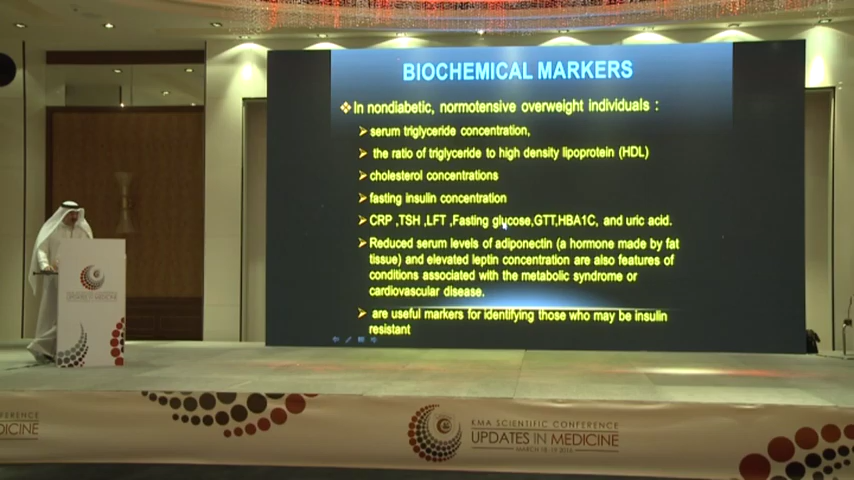 BIOCHEMICAL MARKERS
❖In nondiabetic, normotensive overweight individuals :
➢serum triglyceride concentration,
➢ the ratio of triglyceride to high density lipoprotein (HDL)
➢cholesterol concentrations
➢fasting insulin concentration
➢CRP ,TSH ,LFT ,Fasting glucose,GTT,HBA1C, and uric acid.
➢Reduced serum levels of adiponectin (a hormone made by fat
tissue) and elevated leptin concentration are also features of
conditions associated with the metabolic syndrome or
cardiovascular disease.
➢ are useful markers for identifying those who may be insulin
resistant
UPDATES IN MEDICINE
FERENCE
DICINE
KMA SCIENTIFIC CONFERENCE
UPDATES IN MEDICINE